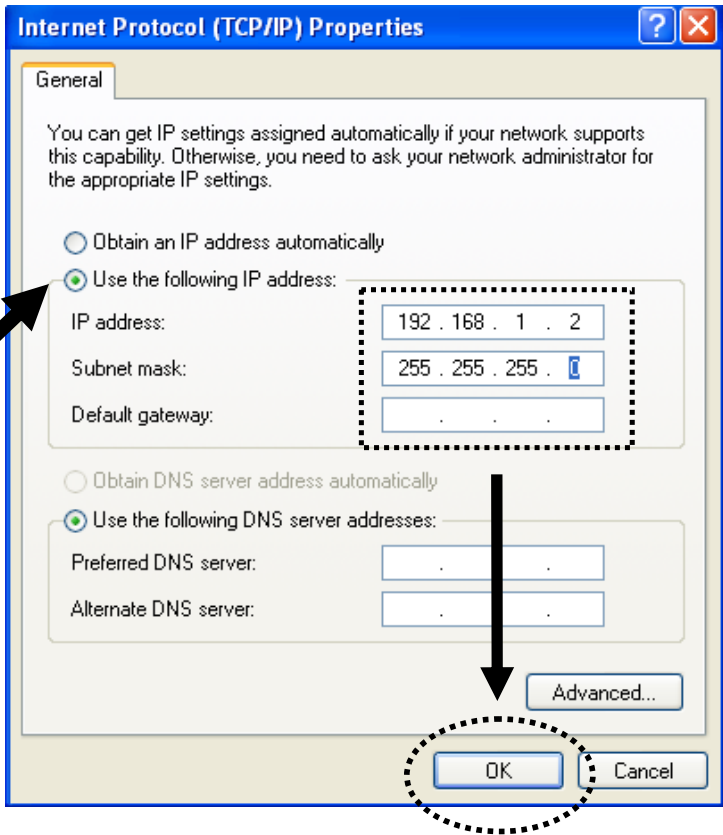 Internet Protocol (TCP/IP) Properties
General
You can get IP settings assigned automatically if your network supports
this capability. Otherwise, you need to ask your network administrator for
the appropriate IP settings.
Obtain an IP address automatically
Use the following IP address:
IP address: 192 . 168 . 1 . 2
Subnet mask: 255 . 255 . 255 . 0
Default gateway: . . .
Obtain DNS server address automatically
Use the following DNS server addresses:
Preferred DNS server: . . .
Alternate DNS server: . . .
Advanced...
OK Cancel